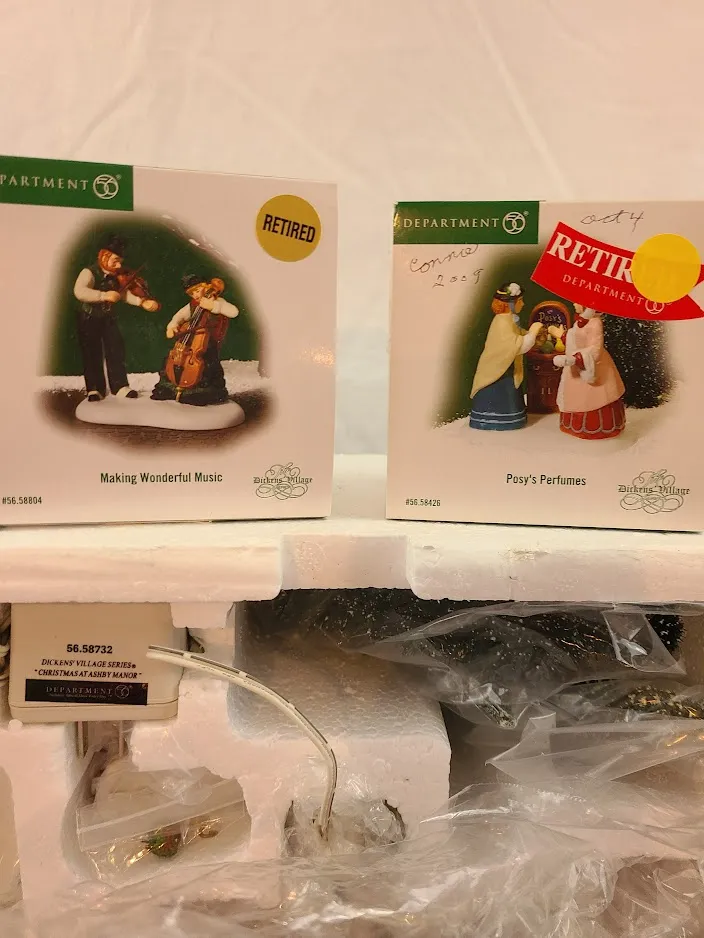 PARTMENT 56®
RETIRED
Making Wonderful Music
Dickens' Village
#56.58804
DEPARTMENT 56®
oct 4
Connie
2009
RETIR
DEPARTMENT 56
Posy's
Posy's Perfumes
Dickens' Village
#56.58426
56.58732
DICKENS' VILLAGE SERIES®
"CHRISTMAS AT ASHBY MANOR"
DEPARTMENT 56